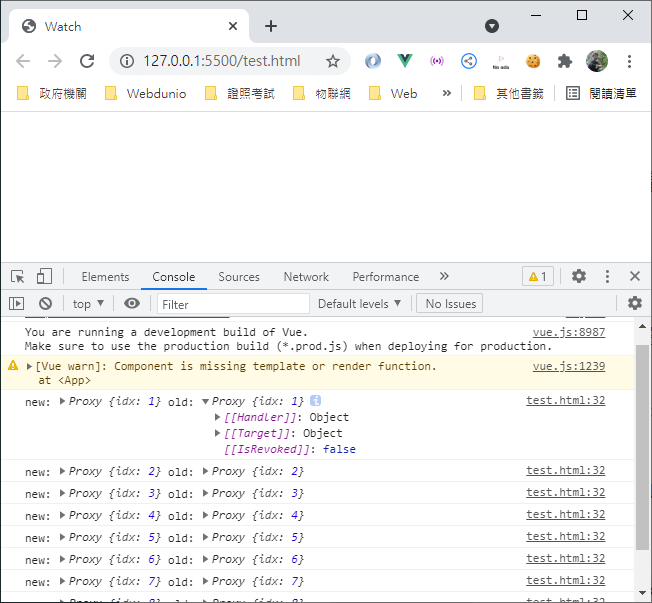 Watch
127.0.0.1:5500/test.html
No ads
政府機關 Webdunio 證照考試 物聯網 Web » 其他書籤 閱讀清單
Elements Console Sources Network Performance » 1
top Filter Default levels No Issues
You are running a development build of Vue. vue.js:8987
Make sure to use the production build (*.prod.js) when deploying for production.
[Vue warn]: Component is missing template or render function. vue.js:1239
at <App>
new: Proxy {idx: 1} old: Proxy {idx: 1} i test.html:32
[[Handler]]: Object
[[Target]]: Object
[[IsRevoked]]: false
new: Proxy {idx: 2} old: Proxy {idx: 2} test.html:32
new: Proxy {idx: 3} old: Proxy {idx: 3} test.html:32
new: Proxy {idx: 4} old: Proxy {idx: 4} test.html:32
new: Proxy {idx: 5} old: Proxy {idx: 5} test.html:32
new: Proxy {idx: 6} old: Proxy {idx: 6} test.html:32
new: Proxy {idx: 7} old: Proxy {idx: 7} test.html:32